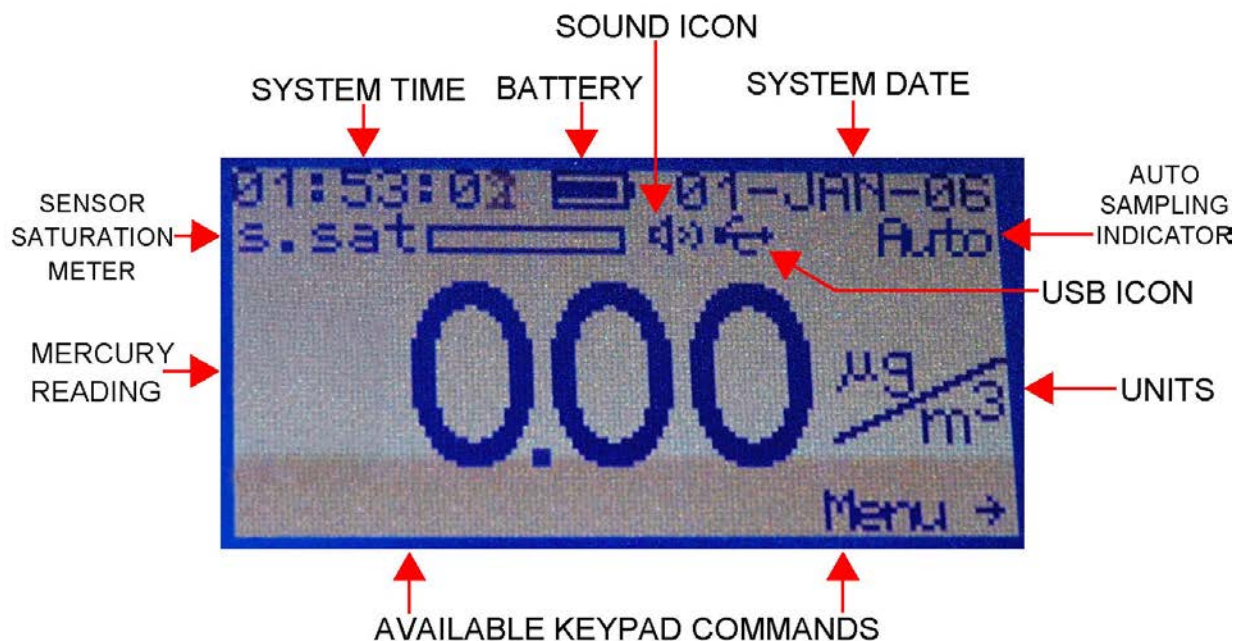 SOUND ICON
SYSTEM TIME
BATTERY
SYSTEM DATE
01:53:02 01-JAN-06
SENSOR
SATURATION
METER
s.sat
Auto
AUTO
SAMPLING
INDICATOR
USB ICON
MERCURY
READING
0.00
µg/m³
UNITS
Menu →
AVAILABLE KEYPAD COMMANDS